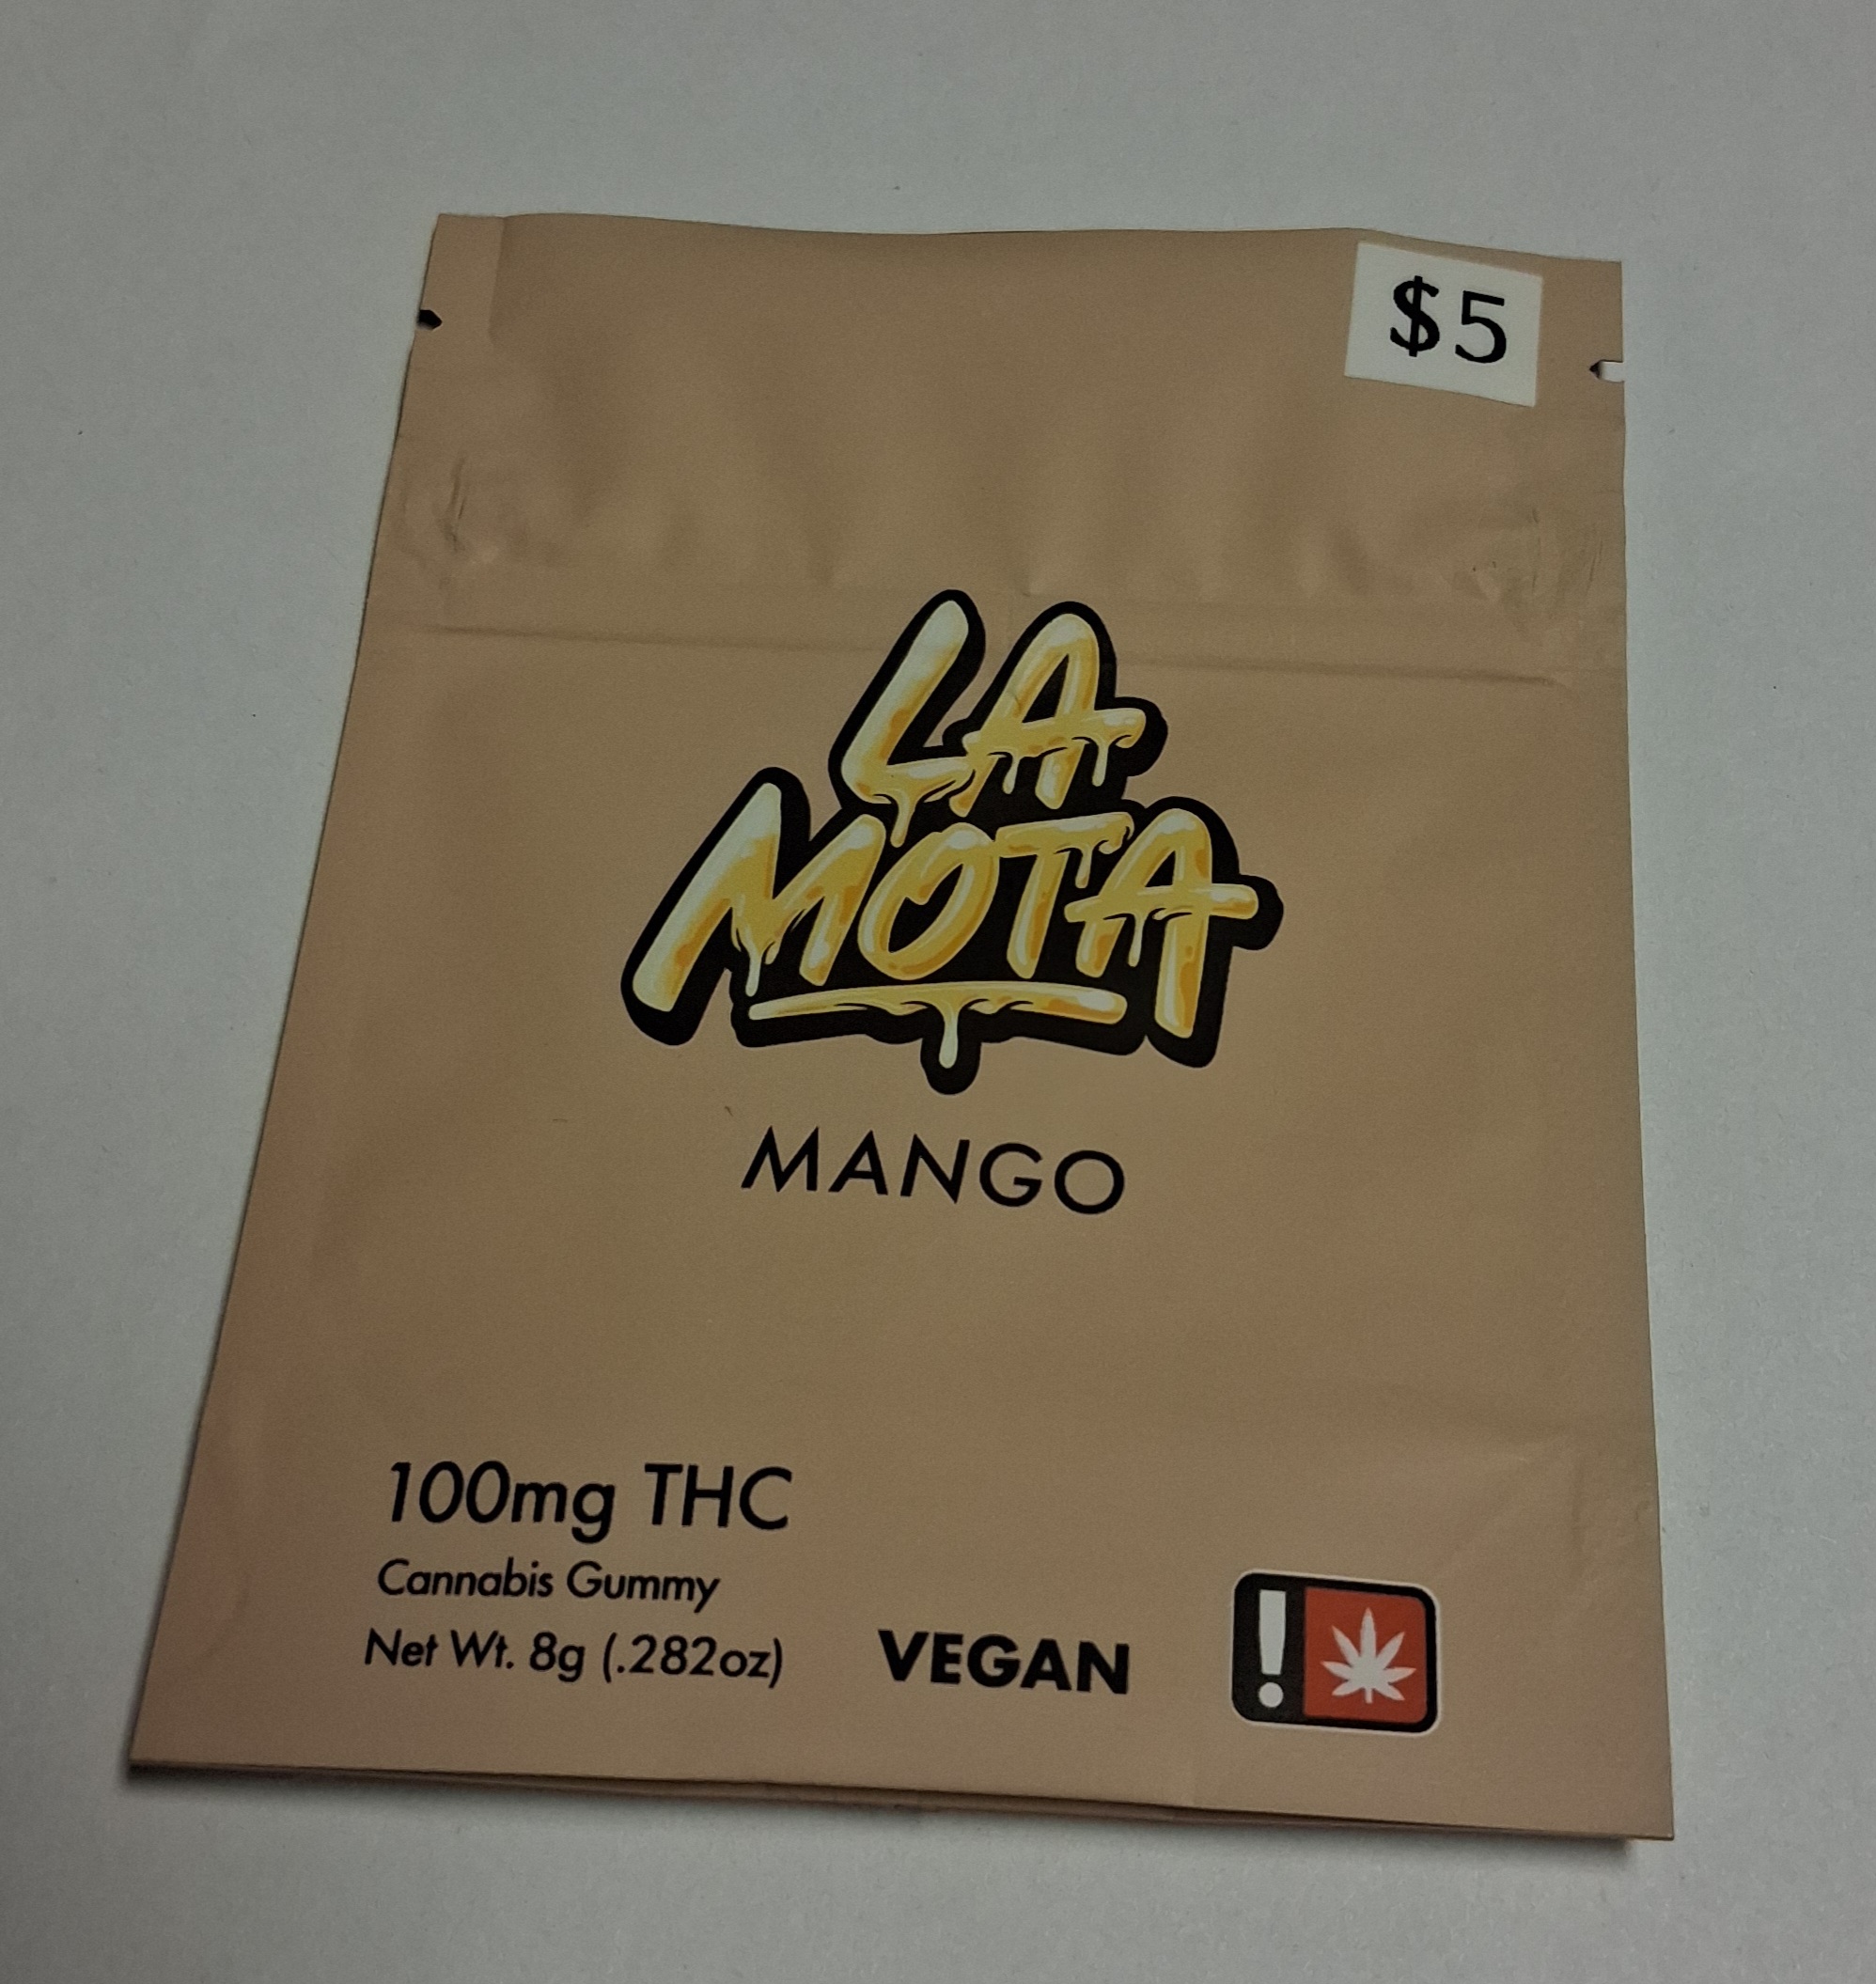 $5
LA
MOTA
MANGO
100mg THC
Cannabis Gummy
Net Wt. 8g (.282oz)
VEGAN
!